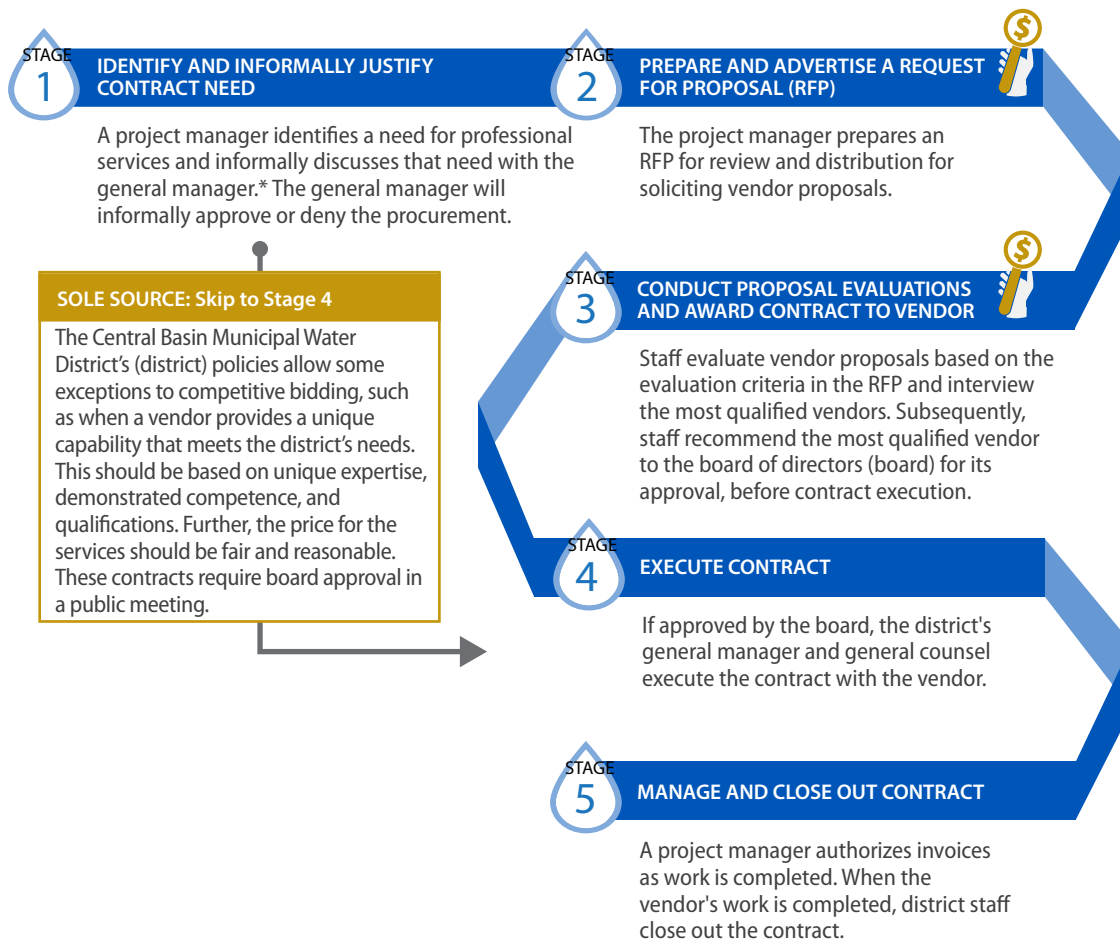 STAGE
1
IDENTIFY AND INFORMALLY JUSTIFY
CONTRACT NEED
A project manager identifies a need for professional
services and informally discusses that need with the
general manager.* The general manager will
informally approve or deny the procurement.
STAGE
2
PREPARE AND ADVERTISE A REQUEST
FOR PROPOSAL (RFP)
$
The project manager prepares an
RFP for review and distribution for
soliciting vendor proposals.
SOLE SOURCE: Skip to Stage 4
The Central Basin Municipal Water
District's (district) policies allow some
exceptions to competitive bidding, such
as when a vendor provides a unique
capability that meets the district's needs.
This should be based on unique expertise,
demonstrated competence, and
qualifications. Further, the price for the
services should be fair and reasonable.
These contracts require board approval in
a public meeting.
STAGE
3
CONDUCT PROPOSAL EVALUATIONS
AND AWARD CONTRACT TO VENDOR
$
Staff evaluate vendor proposals based on the
evaluation criteria in the RFP and interview
the most qualified vendors. Subsequently,
staff recommend the most qualified vendor
to the board of directors (board) for its
approval, before contract execution.
STAGE
4
EXECUTE CONTRACT
If approved by the board, the district's
general manager and general counsel
execute the contract with the vendor.
STAGE
5
MANAGE AND CLOSE OUT CONTRACT
A project manager authorizes invoices
as work is completed. When the
vendor's work is completed, district staff
close out the contract.